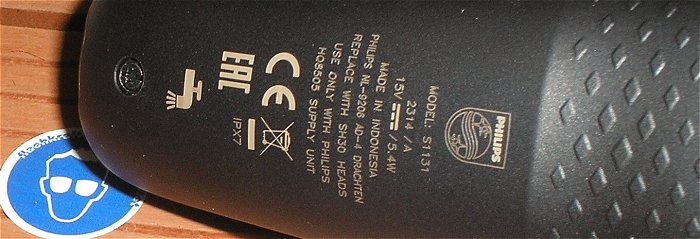 PHILIPS
MODEL: S1131
2314 / A
15V ⎓ / 5.4W
MADE IN INDONESIA
PHILIPS, NL-9206 AD-4 DRACHTEN
REPLACE WITH SH30 HEADS
USE ONLY WITH PHILIPS
HQ8505 SUPPLY UNIT
CE
EAC
IPX7